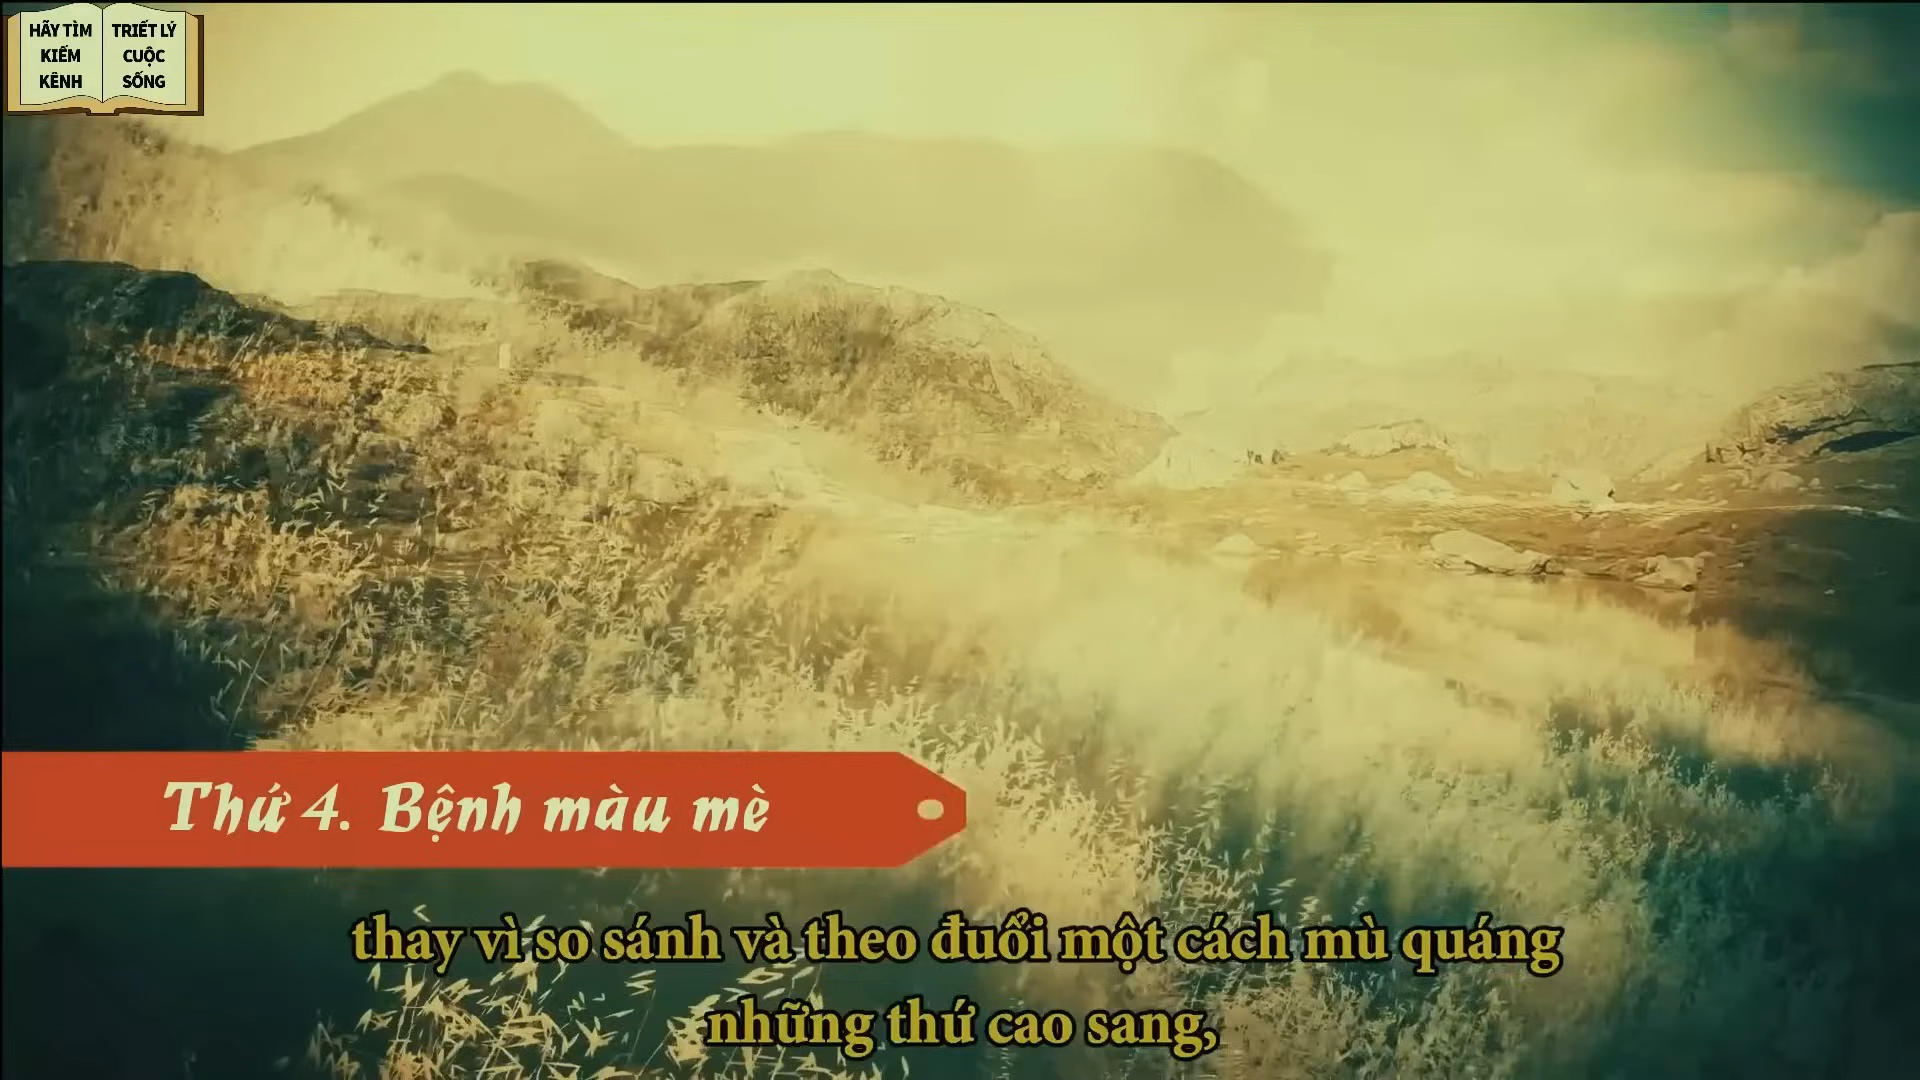 HÃY TÌM
KIẾM
KÊNH
TRIẾT LÝ
CUỘC
SỐNG
Thứ 4. Bệnh màu mè
thay vì so sánh và theo đuổi một cách mù quáng
những thứ cao sang,